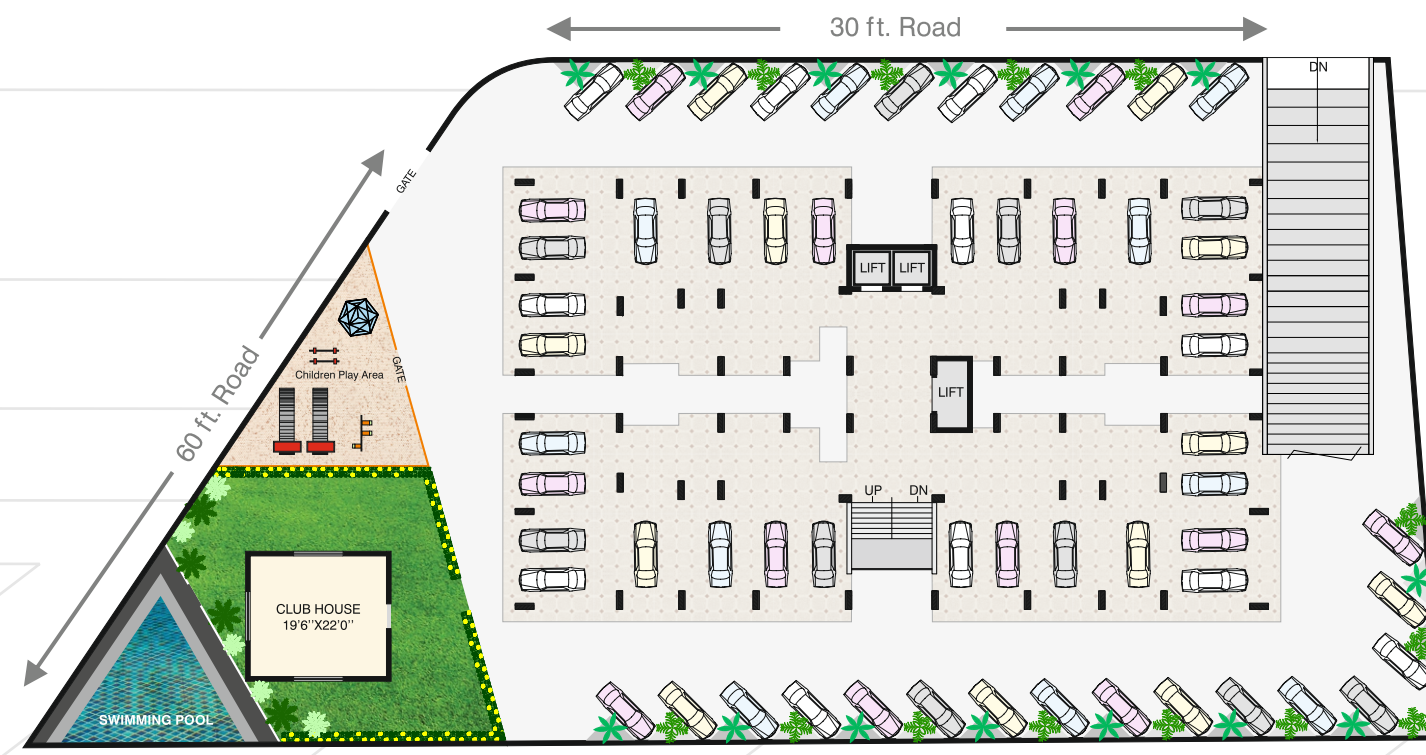 30 ft. Road
DN
GATE
LIFT LIFT
GATE
Children Play Area
LIFT
60 ft. Road
UP DN
CLUB HOUSE
19'6''X22'0''
SWIMMING POOL